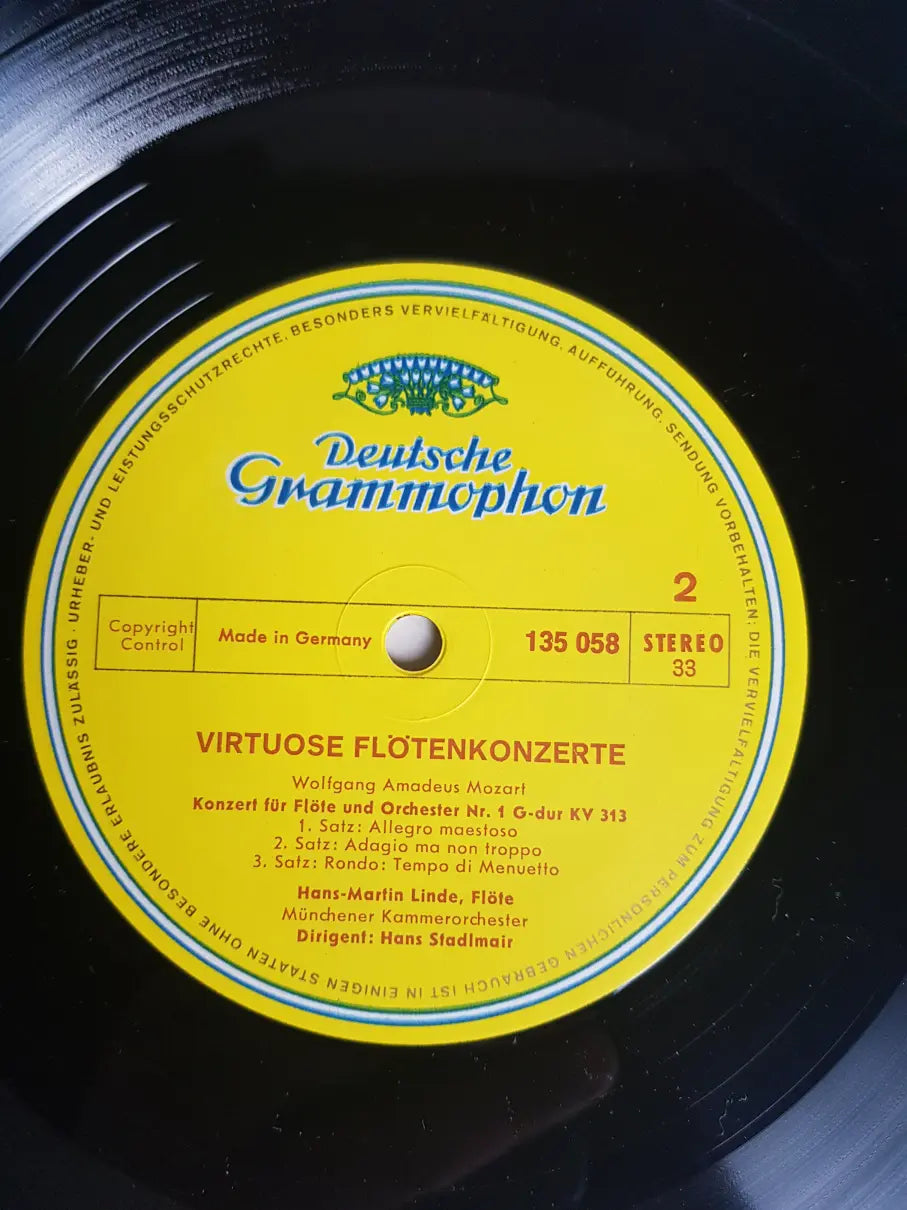 URHEBER- UND LEISTUNGSSCHUTZRECHTE, BESONDERS VERVIELFÄLTIGUNG, AUFFÜHRUNG, SENDUNG VORBEHALTEN; DIE VERVIELFÄLTIGUNG ZUM PERSÖNLICHEN GEBRAUCH IST IN EINIGEN STAATEN OHNE BESONDERE ERLAUBNIS ZULÄSSIG ·
Deutsche
Grammophon
2
Copyright
Control
Made in Germany
135 058
STEREO
33
VIRTUOSE FLÖTENKONZERTE
Wolfgang Amadeus Mozart
Konzert für Flöte und Orchester Nr. 1 G-dur KV 313
1. Satz: Allegro maestoso
2. Satz: Adagio ma non troppo
3. Satz: Rondo: Tempo di Menuetto
Hans-Martin Linde, Flöte
Münchener Kammerorchester
Dirigent: Hans Stadlmair